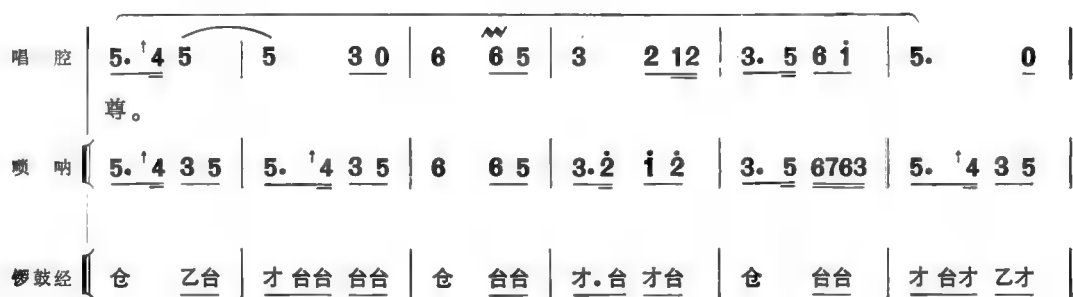 唱腔 5. ↑4 5 | 5 3 0 | 6 6 5 | 3 2 12 | 3. 5 6 i̇ | 5. 0 |
尊。
唢呐 5. ↑4 3 5 | 5. ↑4 3 5 | 6 6 5 | 3.2̇ i̇ 2̇ | 3. 5 6763 | 5. ↑4 3 5 |
锣鼓经 仓 乙台 | 才 台台 台台 | 仓 台台 | 才.台 才台 | 仓 台台 | 才 台才 乙才 |